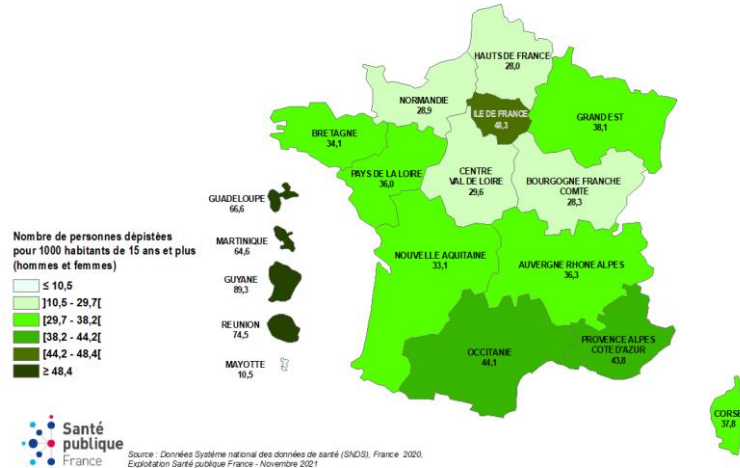 HAUTS DE FRANCE
28,0
NORMANDIE
28,9
ILE DE FRANCE
48,3
GRAND EST
38,1
BRETAGNE
34,1
PAYS DE LA LOIRE
36,0
CENTRE
VAL DE LOIRE
29,6
BOURGOGNE FRANCHE
COMTE
28,3
GUADELOUPE
66,6
MARTINIQUE
64,6
GUYANE
89,3
REUNION
74,5
MAYOTTE
10,5
NOUVELLE AQUITAINE
33,1
AUVERGNE RHONE ALPES
36,3
OCCITANIE
44,1
PROVENCE ALPES
COTE D'AZUR
43,8
CORSE
37,8
Nombre de personnes dépistées
pour 1000 habitants de 15 ans et plus
(hommes et femmes)
≤ 10,5
]10,5 - 29,7[
[29,7 - 38,2[
[38,2 - 44,2[
[44,2 - 48,4[
≥ 48,4
Santé
publique
France
Source : Données Système national des données de santé (SNDS), France 2020,
Exploitation Santé publique France - Novembre 2021